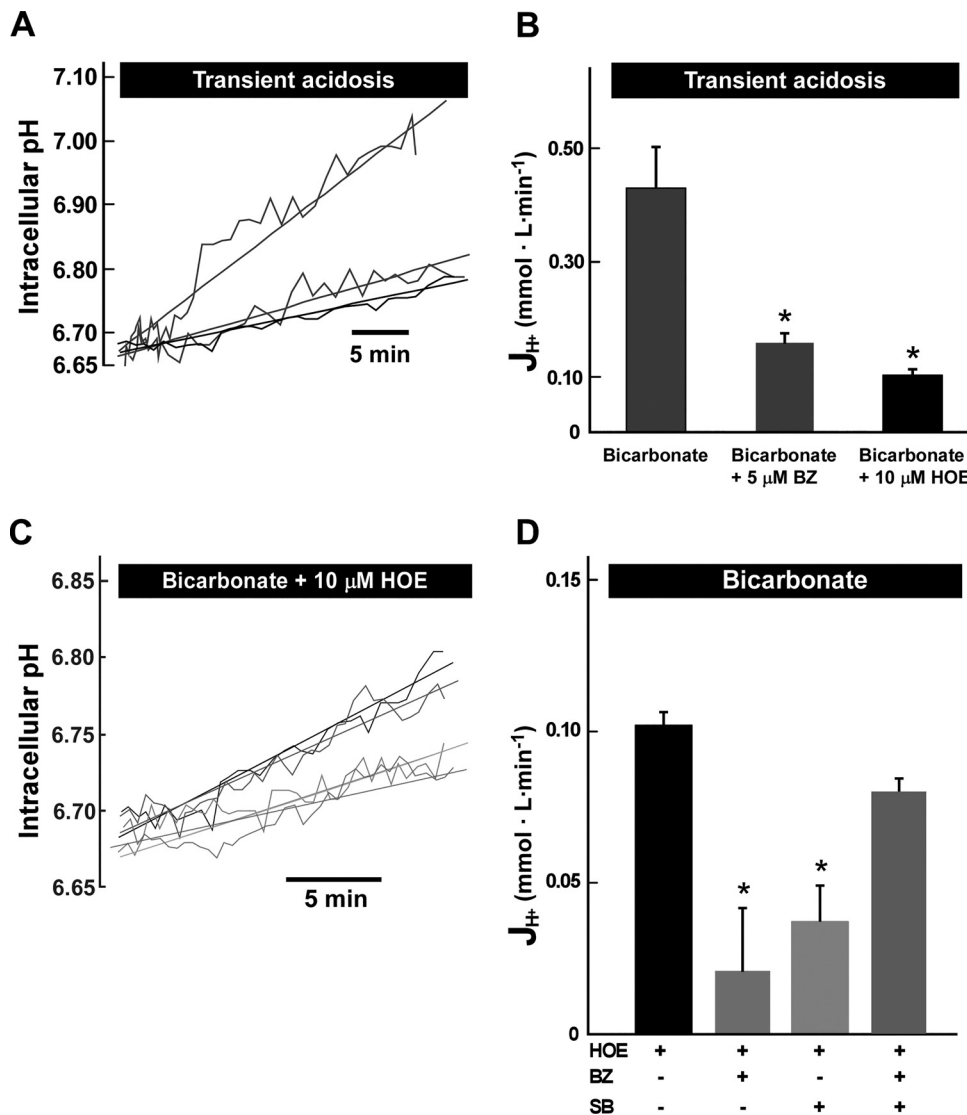 A
Transient acidosis
Intracellular pH
7.10
7.00
6.90
6.80
6.70
6.65
5 min
B
Transient acidosis
JH+ (mmol · L·min-1)
0.50
0.30
0.10
0
Bicarbonate
Bicarbonate
+ 5 μM BZ
Bicarbonate
+ 10 μM HOE
*
*
C
Bicarbonate + 10 μM HOE
Intracellular pH
6.85
6.80
6.75
6.70
6.65
5 min
D
Bicarbonate
JH+ (mmol · L·min-1)
0.15
0.10
0.05
0
*
*
HOE + + + +
BZ - + - +
SB - - + +